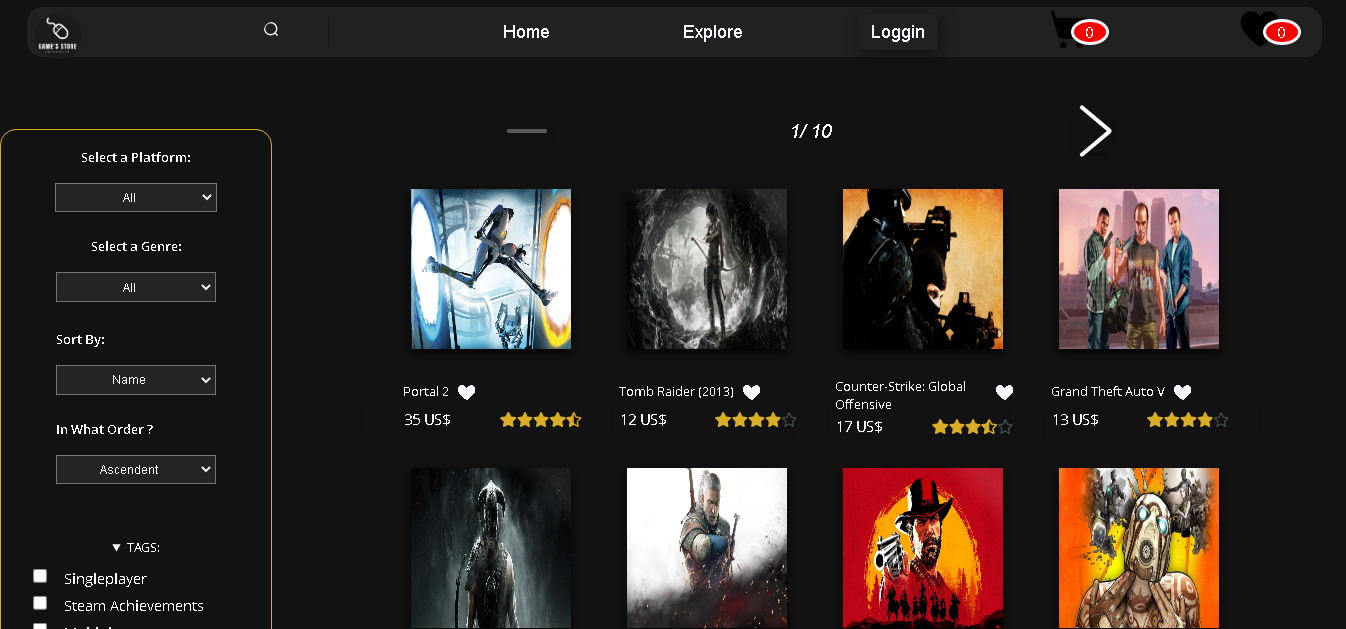 GAME'S STORE
Home
Explore
Loggin
0
0
1/ 10
Select a Platform:
All
Select a Genre:
All
Sort By:
Name
In What Order ?
Ascendent
▼ TAGS:
Singleplayer
Steam Achievements
Portal 2
35 US$
Tomb Raider (2013)
12 US$
Counter-Strike: Global
Offensive
17 US$
Grand Theft Auto V
13 US$